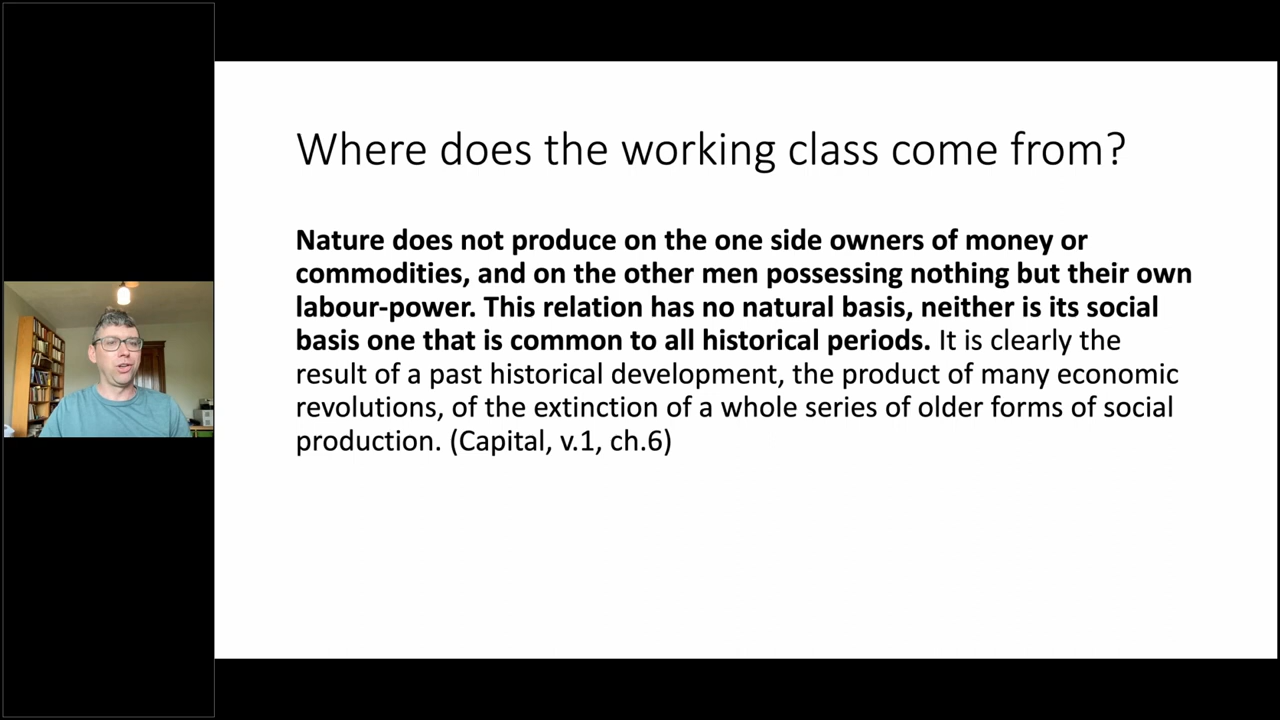 Where does the working class come from?
Nature does not produce on the one side owners of money or
commodities, and on the other men possessing nothing but their own
labour-power. This relation has no natural basis, neither is its social
basis one that is common to all historical periods. It is clearly the
result of a past historical development, the product of many economic
revolutions, of the extinction of a whole series of older forms of social
production. (Capital, v.1, ch.6)